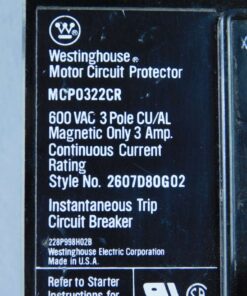 Westinghouse®
Motor Circuit Protector
MCP0322CR
600 VAC 3 Pole CU/AL
Magnetic Only 3 Amp.
Continuous Current
Rating
Style No. 2607D80G02
Instantaneous Trip
Circuit Breaker
228P998H02B
Westinghouse Electric Corporation
Made in U.S.A.
Refer to Starter
Instructions for